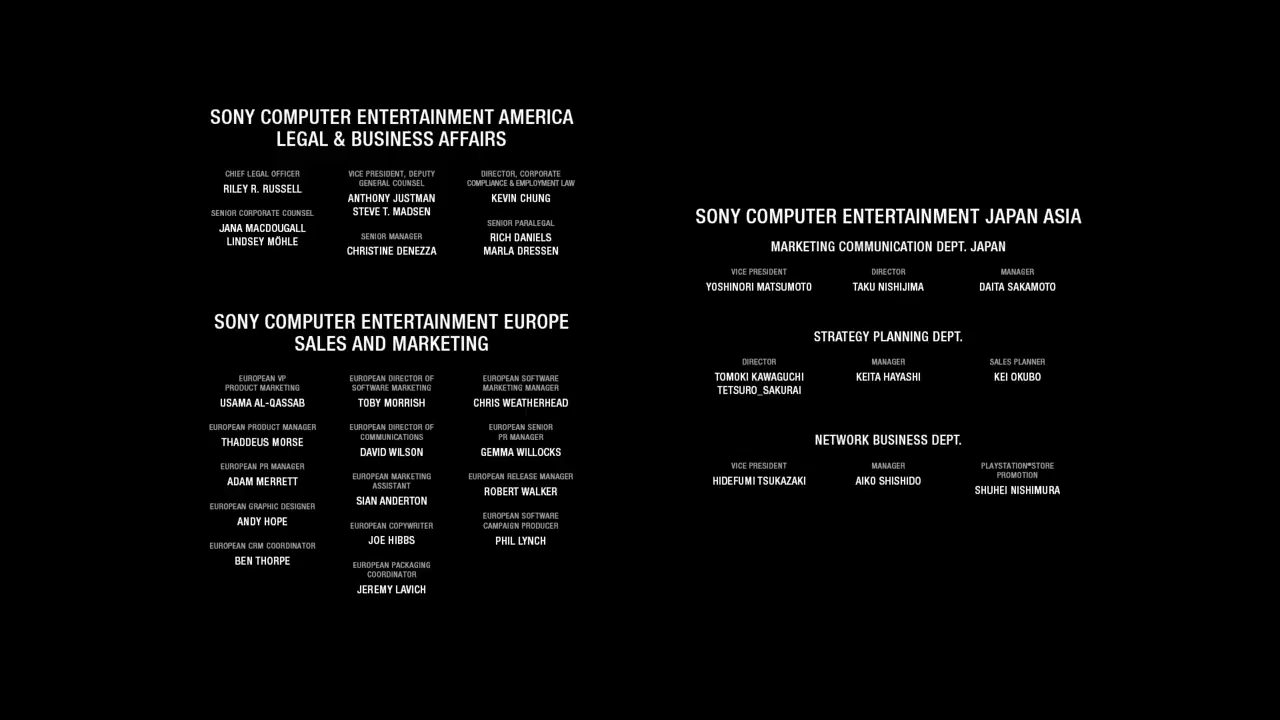 SONY COMPUTER ENTERTAINMENT AMERICA
LEGAL & BUSINESS AFFAIRS
CHIEF LEGAL OFFICER
RILEY R. RUSSELL
SENIOR CORPORATE COUNSEL
JANA MACDOUGALL
LINDSEY MÖHLE
VICE PRESIDENT, DEPUTY
GENERAL COUNSEL
ANTHONY JUSTMAN
STEVE T. MADSEN
SENIOR MANAGER
CHRISTINE DENEZZA
DIRECTOR, CORPORATE
COMPLIANCE & EMPLOYMENT LAW
KEVIN CHUNG
SENIOR PARALEGAL
RICH DANIELS
MARLA DRESSEN
SONY COMPUTER ENTERTAINMENT EUROPE
SALES AND MARKETING
EUROPEAN VP
PRODUCT MARKETING
USAMA AL-QASSAB
EUROPEAN PRODUCT MANAGER
THADDEUS MORSE
EUROPEAN PR MANAGER
ADAM MERRETT
EUROPEAN GRAPHIC DESIGNER
ANDY HOPE
EUROPEAN CRM COORDINATOR
BEN THORPE
EUROPEAN DIRECTOR OF
SOFTWARE MARKETING
TOBY MORRISH
EUROPEAN DIRECTOR OF
COMMUNICATIONS
DAVID WILSON
EUROPEAN MARKETING
ASSISTANT
SIAN ANDERTON
EUROPEAN COPYWRITER
JOE HIBBS
EUROPEAN PACKAGING
COORDINATOR
JEREMY LAVICH
EUROPEAN SOFTWARE
MARKETING MANAGER
CHRIS WEATHERHEAD
EUROPEAN SENIOR
PR MANAGER
GEMMA WILLOCKS
EUROPEAN RELEASE MANAGER
ROBERT WALKER
EUROPEAN SOFTWARE
CAMPAIGN PRODUCER
PHIL LYNCH
SONY COMPUTER ENTERTAINMENT JAPAN ASIA
MARKETING COMMUNICATION DEPT. JAPAN
VICE PRESIDENT
YOSHINORI MATSUMOTO
DIRECTOR
TAKU NISHIJIMA
MANAGER
DAITA SAKAMOTO
STRATEGY PLANNING DEPT.
DIRECTOR
TOMOKI KAWAGUCHI
TETSURO_SAKURAI
MANAGER
KEITA HAYASHI
SALES PLANNER
KEI OKUBO
NETWORK BUSINESS DEPT.
VICE PRESIDENT
HIDEFUMI TSUKAZAKI
MANAGER
AIKO SHISHIDO
PLAYSTATION®STORE
PROMOTION
SHUHEI NISHIMURA